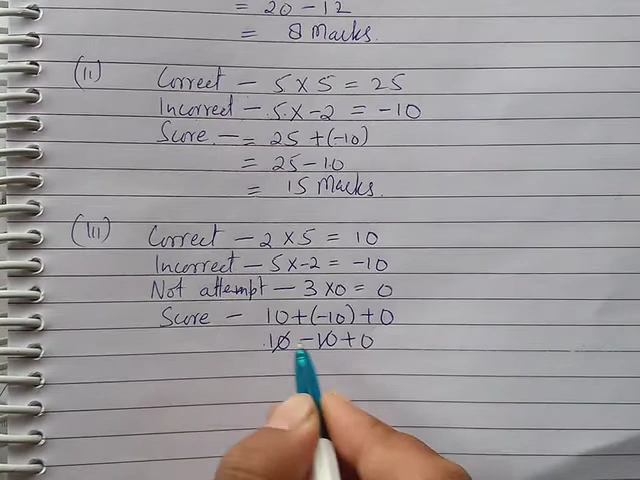 = 20 - 12
= 8 Marks.
(ii) Correct - 5 × 5 = 25
Incorrect - 5 × -2 = -10
Score - = 25 + (-10)
= 25 - 10
= 15 Marks.
(iii) Correct - 2 × 5 = 10
Incorrect - 5 × -2 = -10
Not attempt - 3 × 0 = 0
Score - 10 + (-10) + 0
10 - 10 + 0